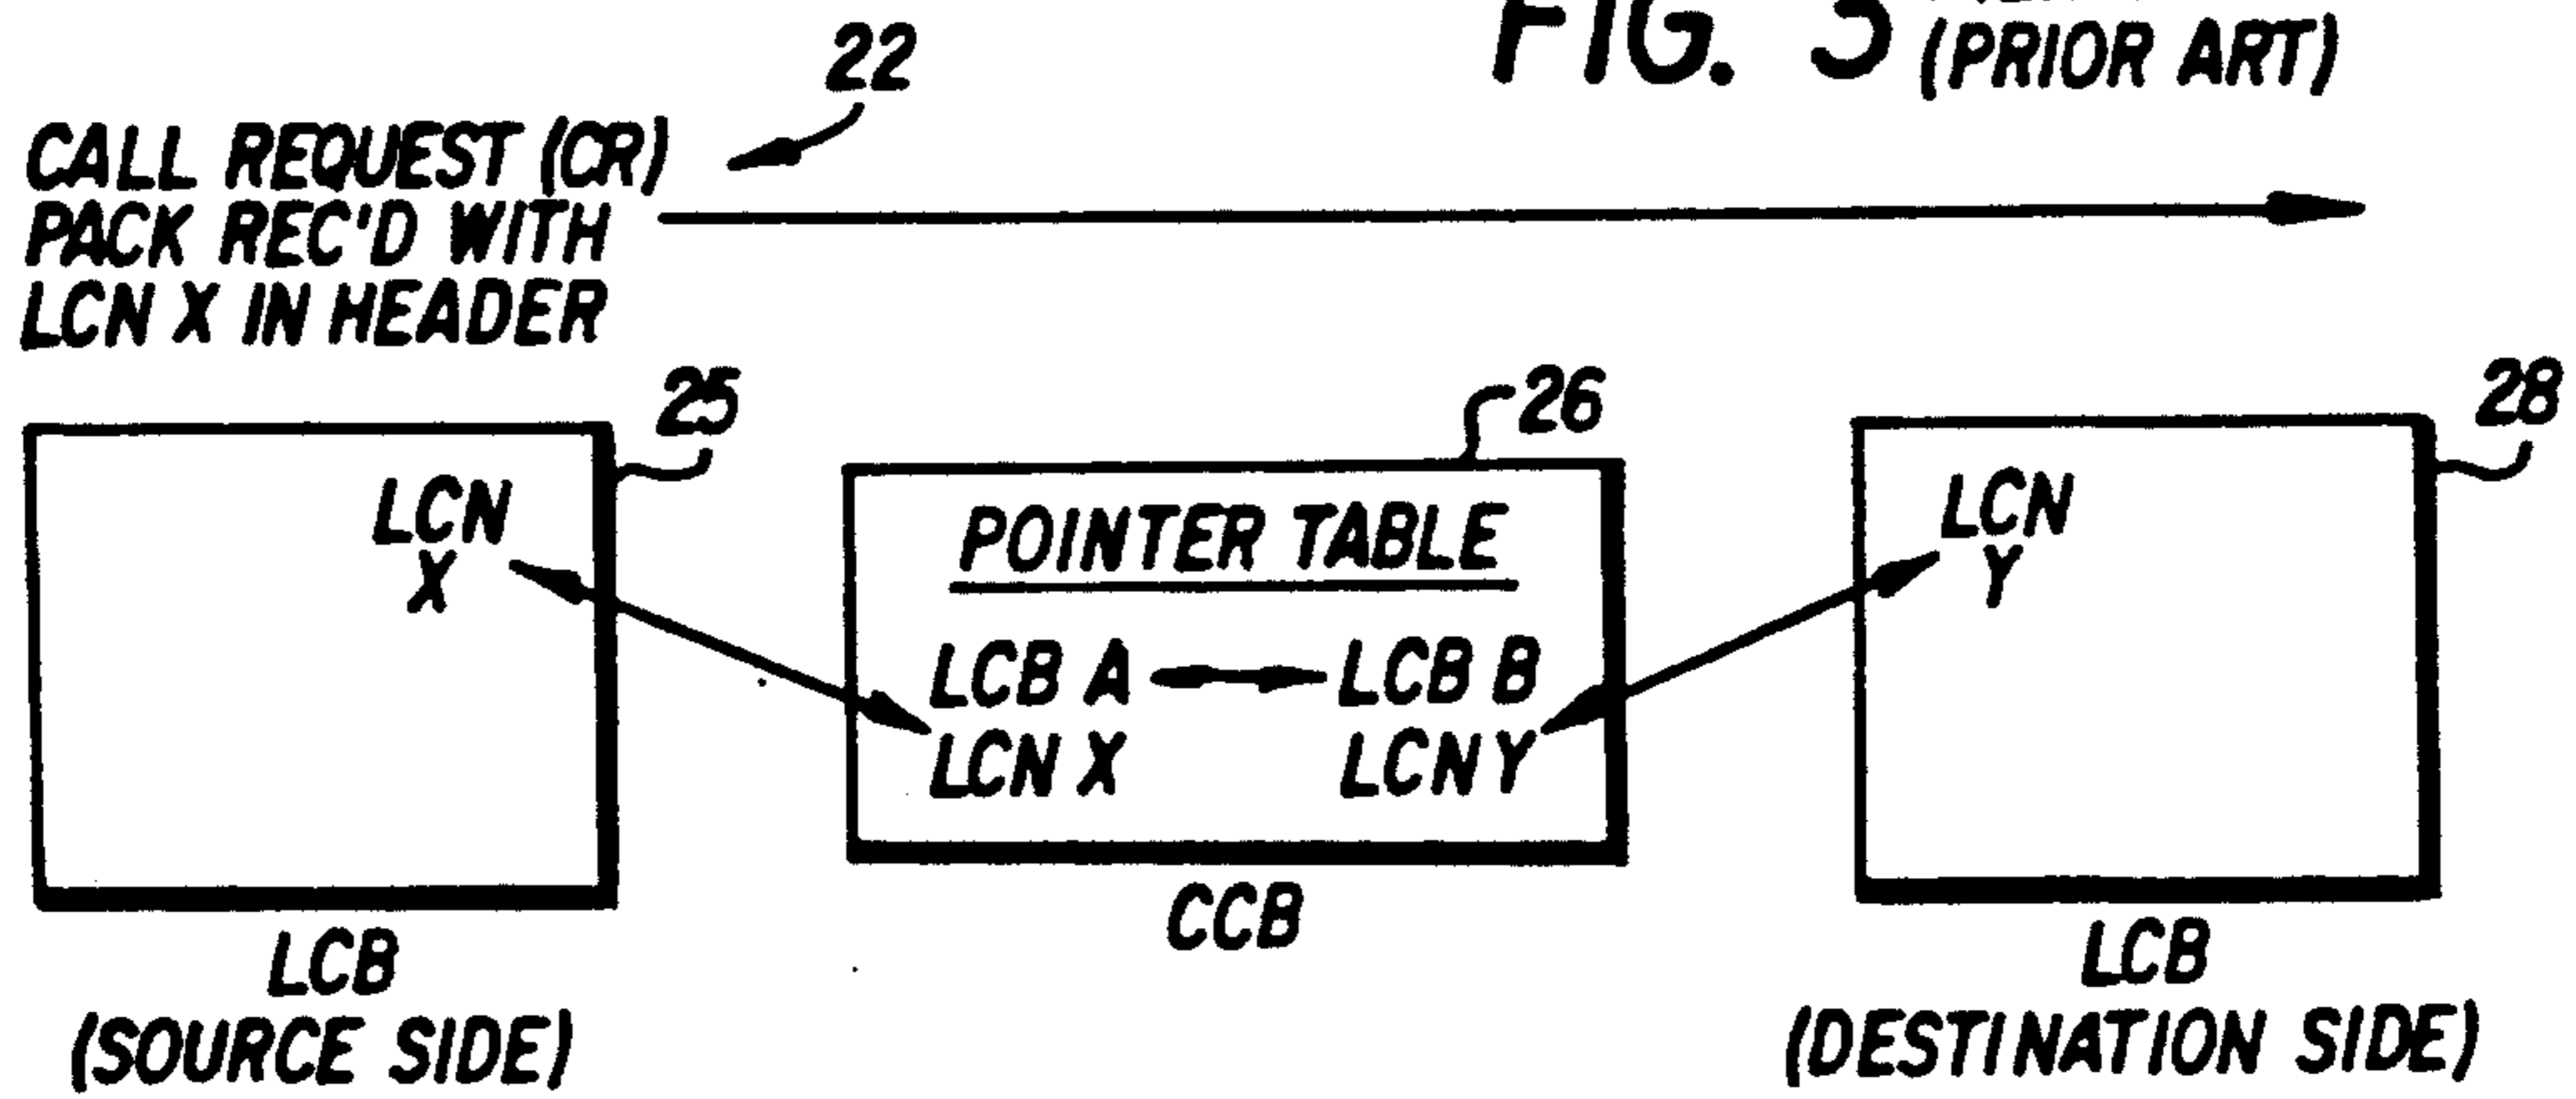 FIG. 3
(PRIOR ART)
22
CALL REQUEST (CR)
PACK REC'D WITH
LCN X IN HEADER
25
26
28
LCN
X
POINTER TABLE
LCB A LCB B
LCN X LCN Y
LCN
Y
LCB
(SOURCE SIDE)
CCB
LCB
(DESTINATION SIDE)